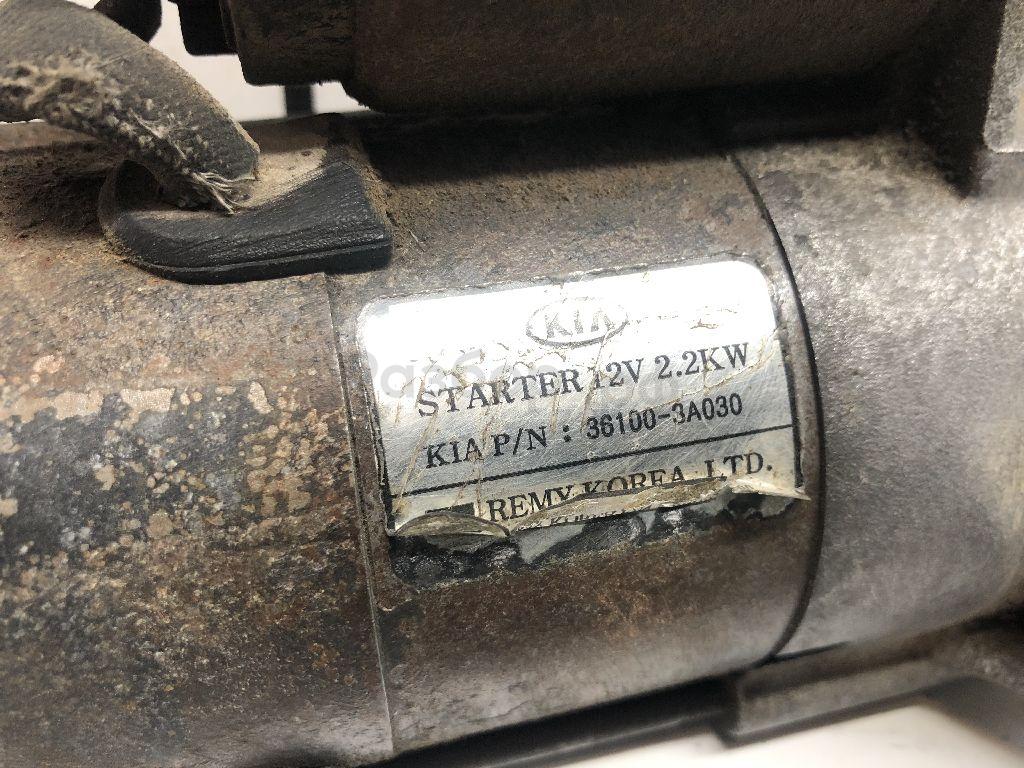 KIA
STARTER 12V 2.2KW
KIA P/N : 36100-3A030
REMY KOREA LTD.